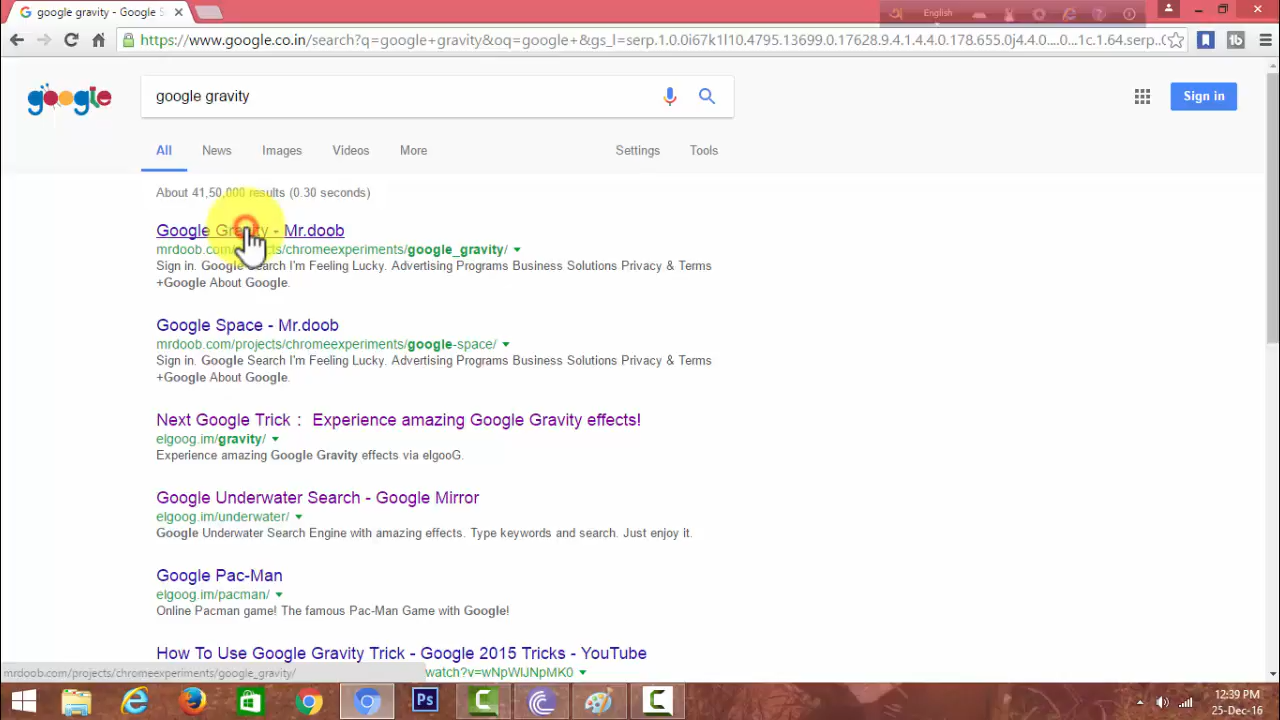 google gravity - Google S
English
https://www.google.co.in/search?q=google+gravity&oq=google+&gs_l=serp.1.0.0i67k1l10.4795.13699.0.17628.9.4.1.4.4.0.178.655.0j4.4.0....0...1c.1.64.serp..
google
google gravity
Sign in
All News Images Videos More Settings Tools
About 41,50,000 results (0.30 seconds)
Google Gravity - Mr.doob
mrdoob.com/projects/chromeexperiments/google_gravity/
Sign in. Google Search I'm Feeling Lucky. Advertising Programs Business Solutions Privacy & Terms
+Google About Google.
Google Space - Mr.doob
mrdoob.com/projects/chromeexperiments/google-space/
Sign in. Google Search I'm Feeling Lucky. Advertising Programs Business Solutions Privacy & Terms
+Google About Google.
Next Google Trick : Experience amazing Google Gravity effects!
elgoog.im/gravity/
Experience amazing Google Gravity effects via elgooG.
Google Underwater Search - Google Mirror
elgoog.im/underwater/
Google Underwater Search Engine with amazing effects. Type keywords and search. Just enjoy it.
Google Pac-Man
elgoog.im/pacman/
Online Pacman game! The famous Pac-Man Game with Google!
How To Use Google Gravity Trick - Google 2015 Tricks - YouTube
mrdoob.com/projects/chromeexperiments/google_gravity/ watch?v=wNpWIJNpMK0
Ps
12:39 PM
25-Dec-16